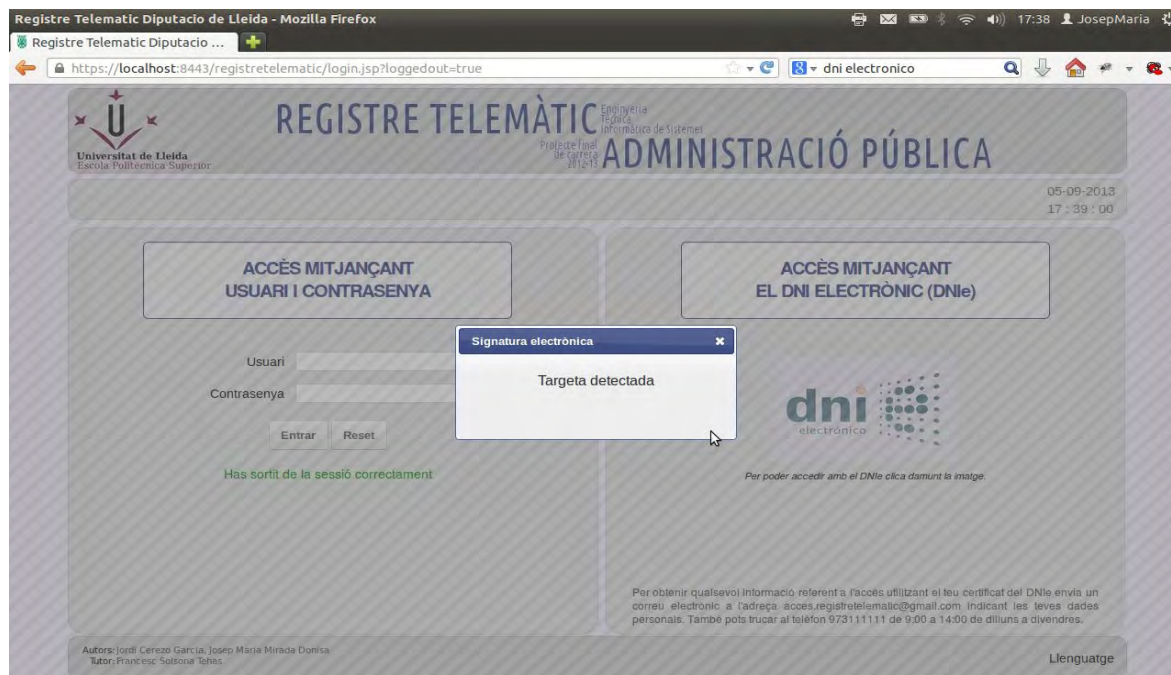 Registre Telematic Diputacio de Lleida - Mozilla Firefox
17:38 JosepMaria
Registre Telematic Diputacio ...
https://localhost:8443/registretelematic/login.jsp?loggedout=true
dni electronico
Universitat de Lleida
Escola Politècnica Superior
REGISTRE TELEMÀTIC
Enginyeria
Tècnica
Informàtica de Sistemes
Projecte final
de carrera
2012-13
ADMINISTRACIÓ PÚBLICA
05-09-2013
17 : 39 : 00
ACCÈS MITJANÇANT
USUARI I CONTRASENYA
Usuari
Contrasenya
Entrar Reset
Has sortit de la sessió correctament
Signatura electrònica
Targeta detectada
ACCÈS MITJANÇANT
EL DNI ELECTRÒNIC (DNIe)
dni
electrónico
Per poder accedir amb el DNIe clica damunt la imatge.
Per obtenir qualsevol informació referent a l'accés utilitzant el teu certificat del DNIe envia un
correu electrònic a l'adreça acces.registretelematic@gmail.com indicant les teves dades
personals. També pots trucar al telèfon 973111111 de 9:00 a 14:00 de dilluns a divendres.
Autors: Jordi Cerezo Garcia, Josep Maria Mirada Donisa
Tutor: Francesc Solsona Tehas
Llenguatge